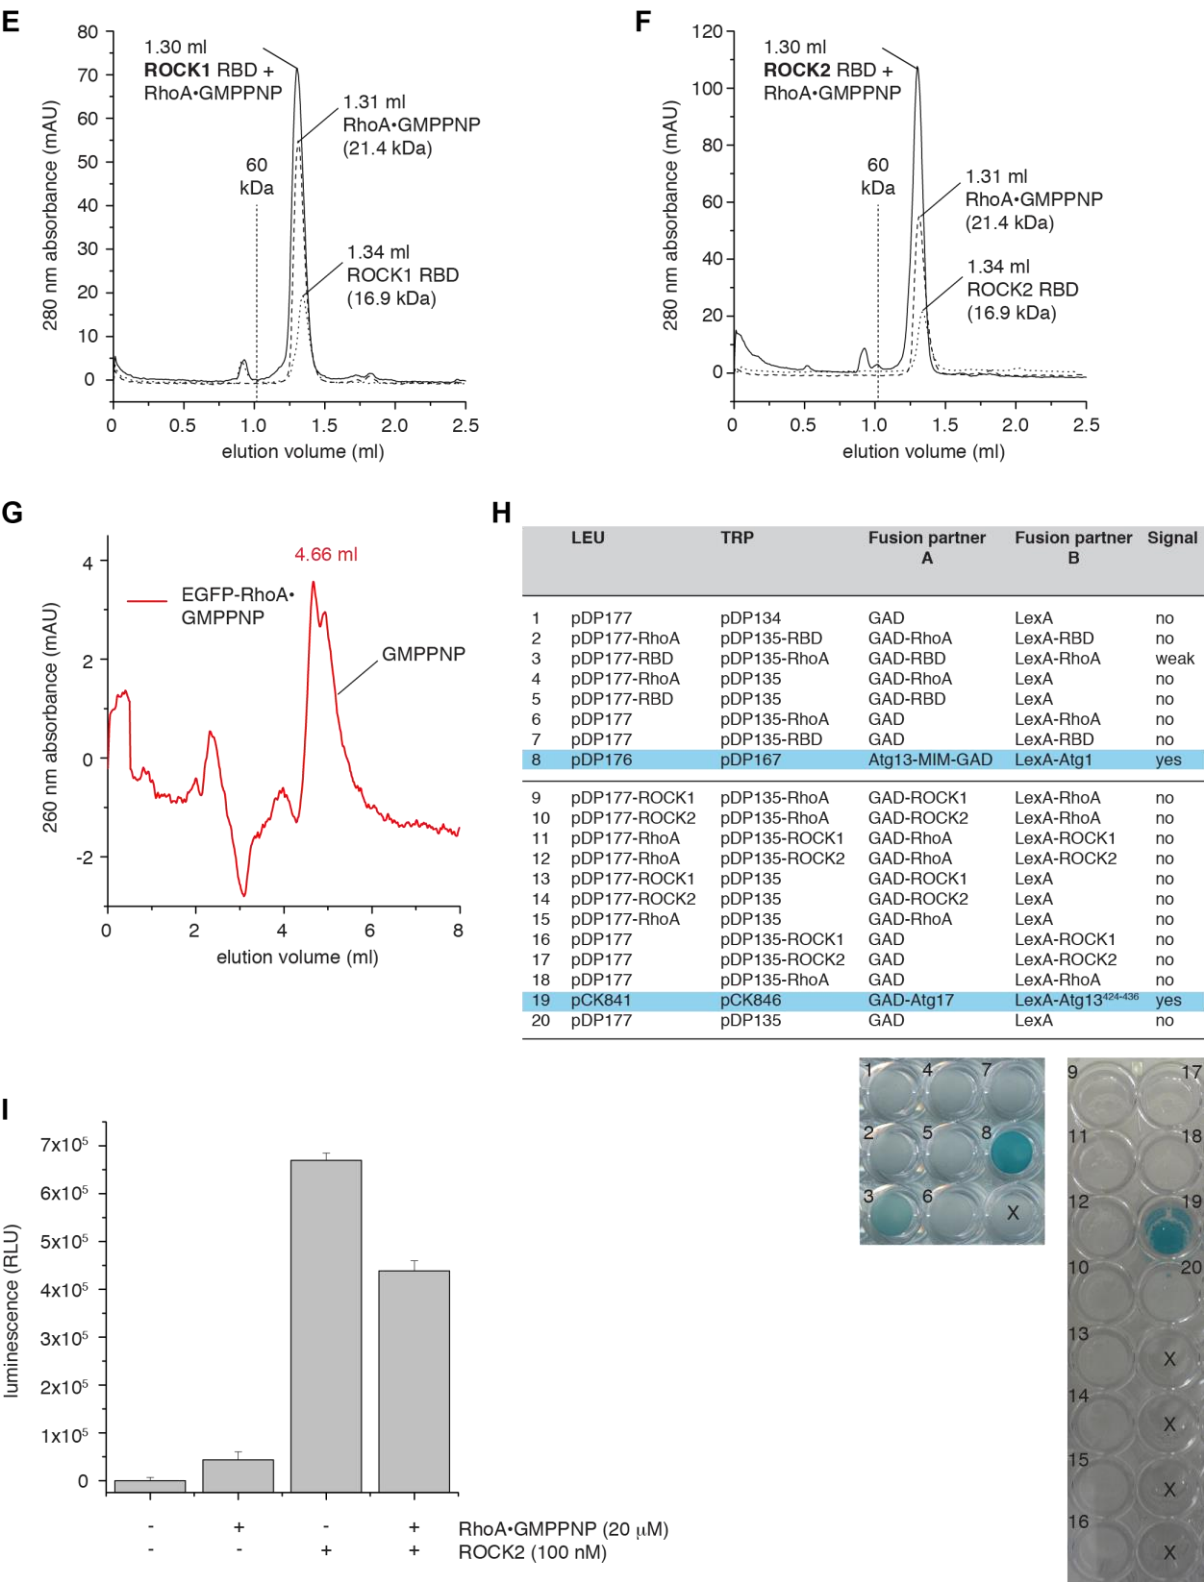 E
80
70
60
50
40
30
20
10
0
280 nm absorbance (mAU)
1.30 ml
ROCK1 RBD +
RhoA•GMPPNP
1.31 ml
RhoA•GMPPNP
(21.4 kDa)
60
kDa
1.34 ml
ROCK1 RBD
(16.9 kDa)
0 0.5 1.0 1.5 2.0 2.5
elution volume (ml)
F
120
100
80
60
40
20
0
280 nm absorbance (mAU)
1.30 ml
ROCK2 RBD +
RhoA•GMPPNP
60
kDa
1.31 ml
RhoA•GMPPNP
(21.4 kDa)
1.34 ml
ROCK2 RBD
(16.9 kDa)
0 0.5 1.0 1.5 2.0 2.5
elution volume (ml)
G
4
2
0
-2
260 nm absorbance (mAU)
4.66 ml
EGFP-RhoA•
GMPPNP
GMPPNP
0 2 4 6 8
elution volume (ml)
H
LEU TRP Fusion partner A Fusion partner B Signal
1 pDP177 pDP134 GAD LexA no
2 pDP177-RhoA pDP135-RBD GAD-RhoA LexA-RBD no
3 pDP177-RBD pDP135-RhoA GAD-RBD LexA-RhoA weak
4 pDP177-RhoA pDP135 GAD-RhoA LexA no
5 pDP177-RBD pDP135 GAD-RBD LexA no
6 pDP177 pDP135-RhoA GAD LexA-RhoA no
7 pDP177 pDP135-RBD GAD LexA-RBD no
8 pDP176 pDP167 Atg13-MIM-GAD LexA-Atg1 yes
9 pDP177-ROCK1 pDP135-RhoA GAD-ROCK1 LexA-RhoA no
10 pDP177-ROCK2 pDP135-RhoA GAD-ROCK2 LexA-RhoA no
11 pDP177-RhoA pDP135-ROCK1 GAD-RhoA LexA-ROCK1 no
12 pDP177-RhoA pDP135-ROCK2 GAD-RhoA LexA-ROCK2 no
13 pDP177-ROCK1 pDP135 GAD-ROCK1 LexA no
14 pDP177-ROCK2 pDP135 GAD-ROCK2 LexA no
15 pDP177-RhoA pDP135 GAD-RhoA LexA no
16 pDP177 pDP135-ROCK1 GAD LexA-ROCK1 no
17 pDP177 pDP135-ROCK2 GAD LexA-ROCK2 no
18 pDP177 pDP135-RhoA GAD LexA-RhoA no
19 pCK841 pCK846 GAD-Atg17 LexA-Atg13⁴²⁴⁻⁴³⁶ yes
20 pDP177 pDP135 GAD LexA no
1 4 7
2 5 8
3 6 X
9 17
11 18
12 19
10 20
13 X
14 X
15 X
16 X
I
7x10⁵
6x10⁵
5x10⁵
4x10⁵
3x10⁵
2x10⁵
1x10⁵
0
luminescence (RLU)
- + - + RhoA•GMPPNP (20 µM)
- - + + ROCK2 (100 nM)